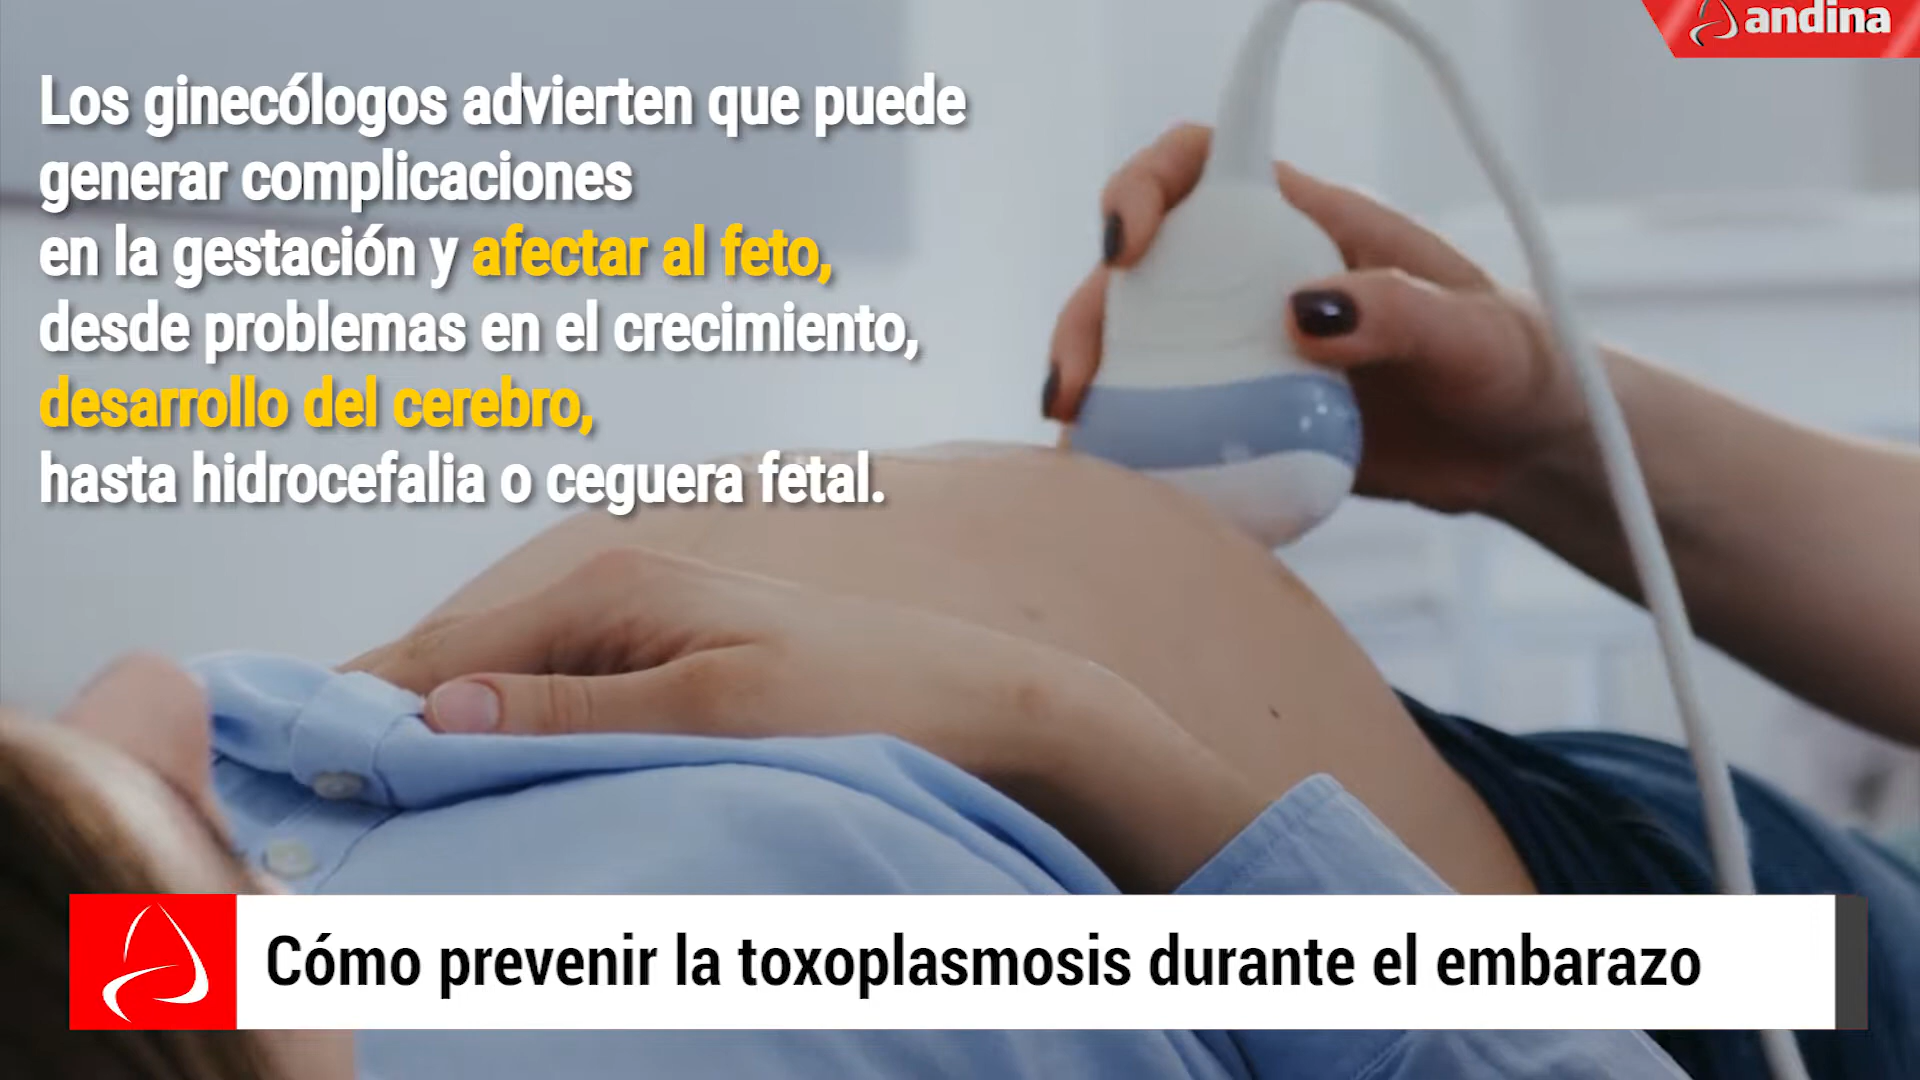 andina
Los ginecólogos advierten que puede
generar complicaciones
en la gestación y afectar al feto,
desde problemas en el crecimiento,
desarrollo del cerebro,
hasta hidrocefalia o ceguera fetal.
Cómo prevenir la toxoplasmosis durante el embarazo